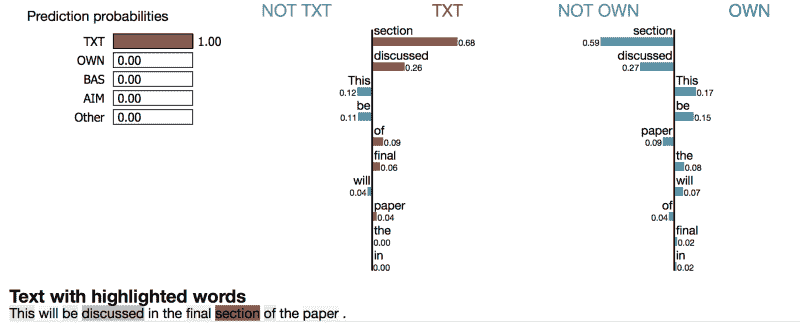 Prediction probabilities
TXT 1.00
OWN 0.00
BAS 0.00
AIM 0.00
Other 0.00
NOT TXT TXT
section
0.68
discussed
0.26
This
0.12
be
0.11
of
0.09
final
0.06
will
0.04
paper
0.04
the
0.00
in
0.00
NOT OWN OWN
section
0.59
discussed
0.27
This
0.17
be
0.15
paper
0.09
the
0.08
will
0.07
of
0.04
final
0.02
in
0.02
Text with highlighted words
This will be discussed in the final section of the paper .